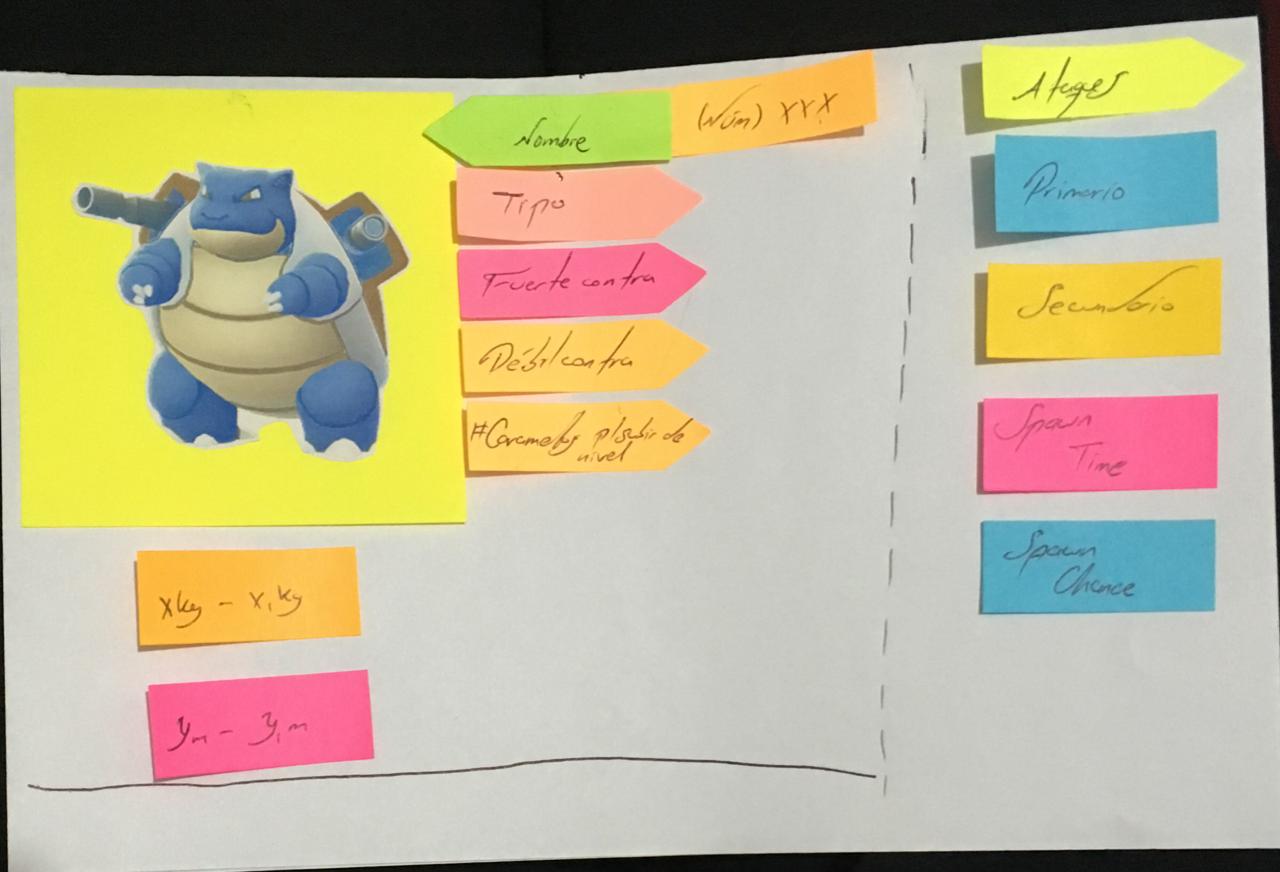 Nombre
(Núm) XXX
Tipo
Fuerte contra
Débil contra
#Caramelos p/subir de
nivel
xkg - x,kg
ym - y,m
Ataques
Primario
Secundario
Spawn
Time
Spawn
Chance